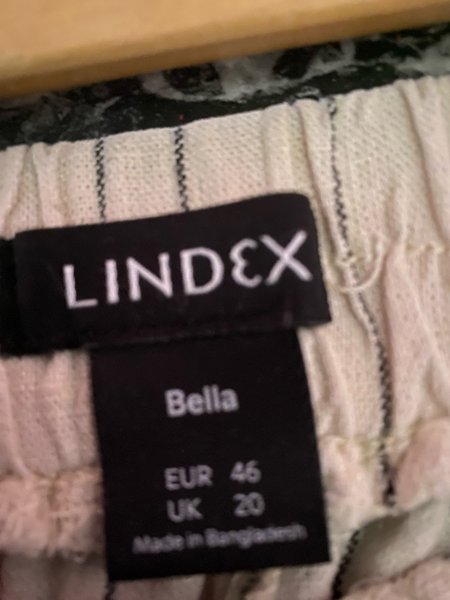 LINDEX
Bella
EUR 46
UK 20
Made in Bangladesh